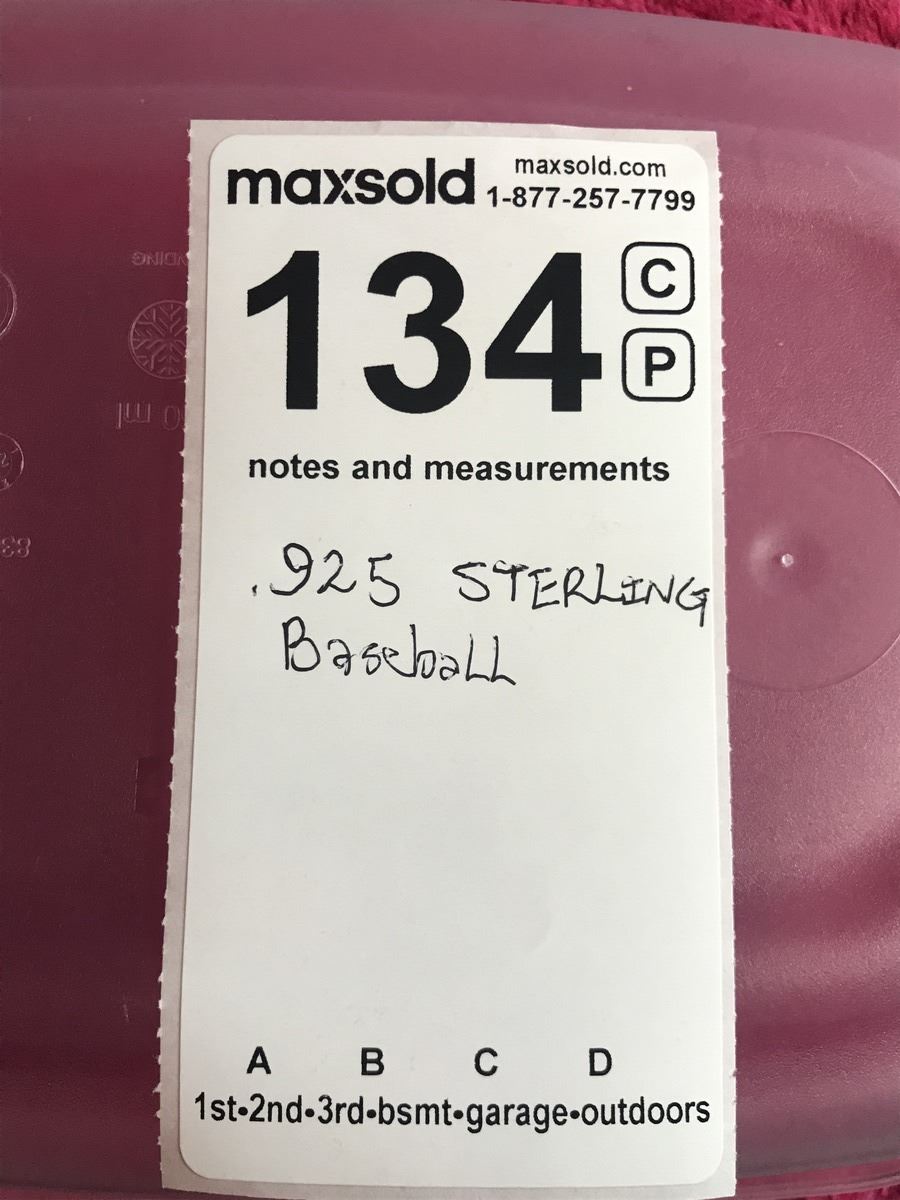 maxsold maxsold.com
1-877-257-7799
134 C
P
notes and measurements
.925 STERLING
Baseball
A B C D
1st•2nd•3rd•bsmt•garage•outdoors